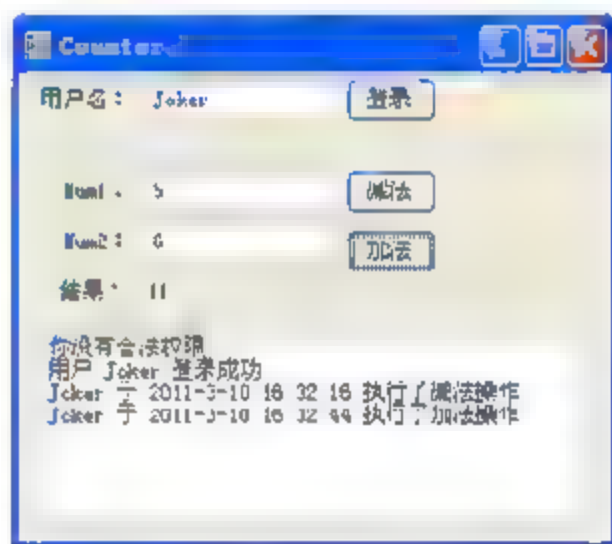 Counter
用户名： Joker 登录
Num1： 5 减法
Num2： 6 加法
结果： 11
你没有合法权限
用户 Joker 登录成功
Joker 于 2011-3-10 16 32 16 执行了减法操作
Joker 于 2011-3-10 16 32 44 执行了加法操作